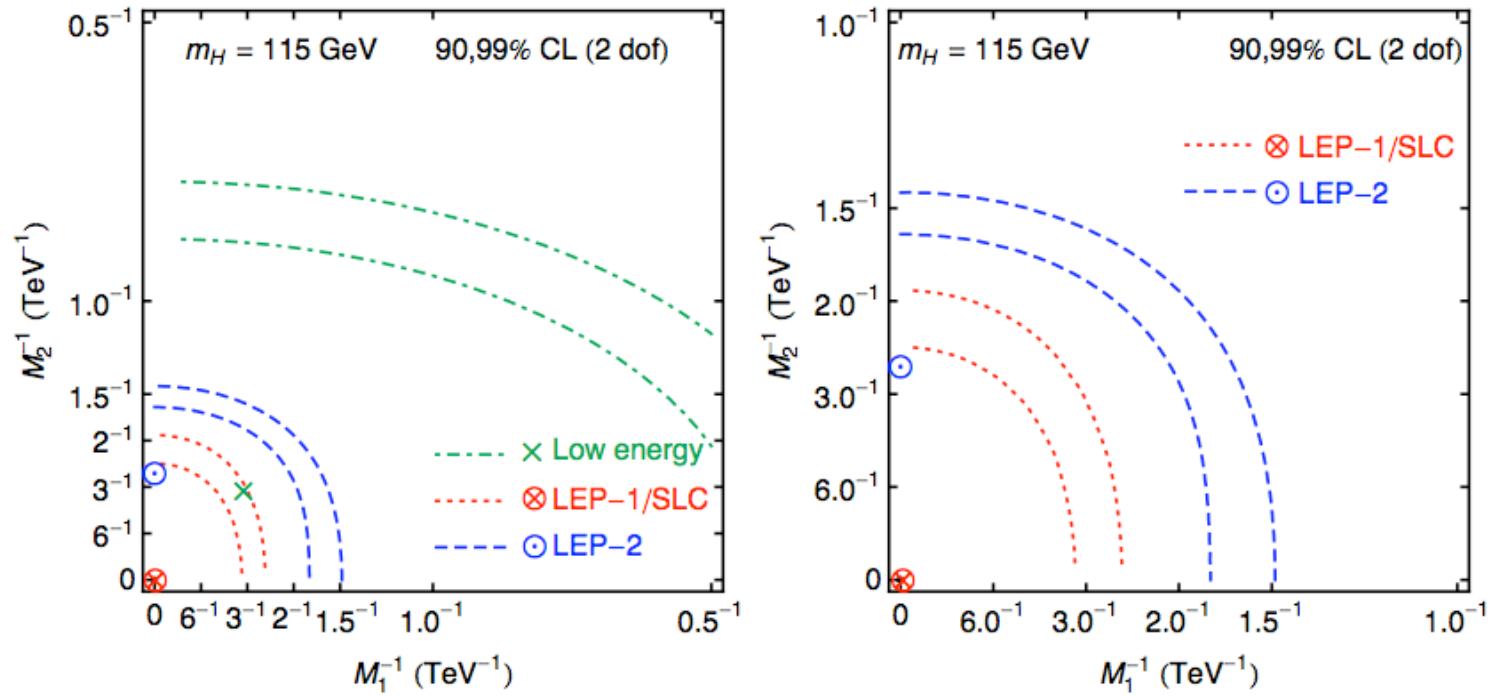 m_H = 115 GeV 90,99% CL (2 dof)
0.5⁻¹
1.0⁻¹
1.5⁻¹
2⁻¹
3⁻¹
6⁻¹
0
M₂⁻¹ (TeV⁻¹)
Low energy
LEP–1/SLC
LEP–2
0 6⁻¹ 3⁻¹ 2⁻¹ 1.5⁻¹ 1.0⁻¹ 0.5⁻¹
M₁⁻¹ (TeV⁻¹)
m_H = 115 GeV 90,99% CL (2 dof)
1.0⁻¹
1.5⁻¹
2.0⁻¹
3.0⁻¹
6.0⁻¹
0
M₂⁻¹ (TeV⁻¹)
LEP–1/SLC
LEP–2
0 6.0⁻¹ 3.0⁻¹ 2.0⁻¹ 1.5⁻¹ 1.0⁻¹
M₁⁻¹ (TeV⁻¹)